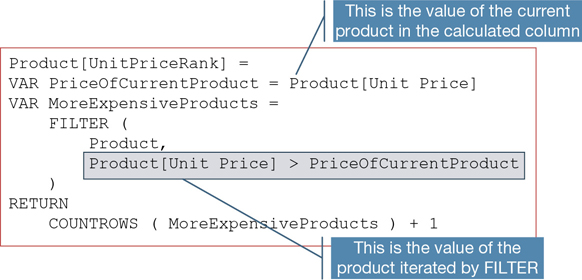 This is the value of the current
product in the calculated column
Product[UnitPriceRank] =
VAR PriceOfCurrentProduct = Product[Unit Price]
VAR MoreExpensiveProducts =
FILTER (
Product,
Product[Unit Price] > PriceOfCurrentProduct
)
RETURN
COUNTROWS ( MoreExpensiveProducts ) + 1
This is the value of the
product iterated by FILTER